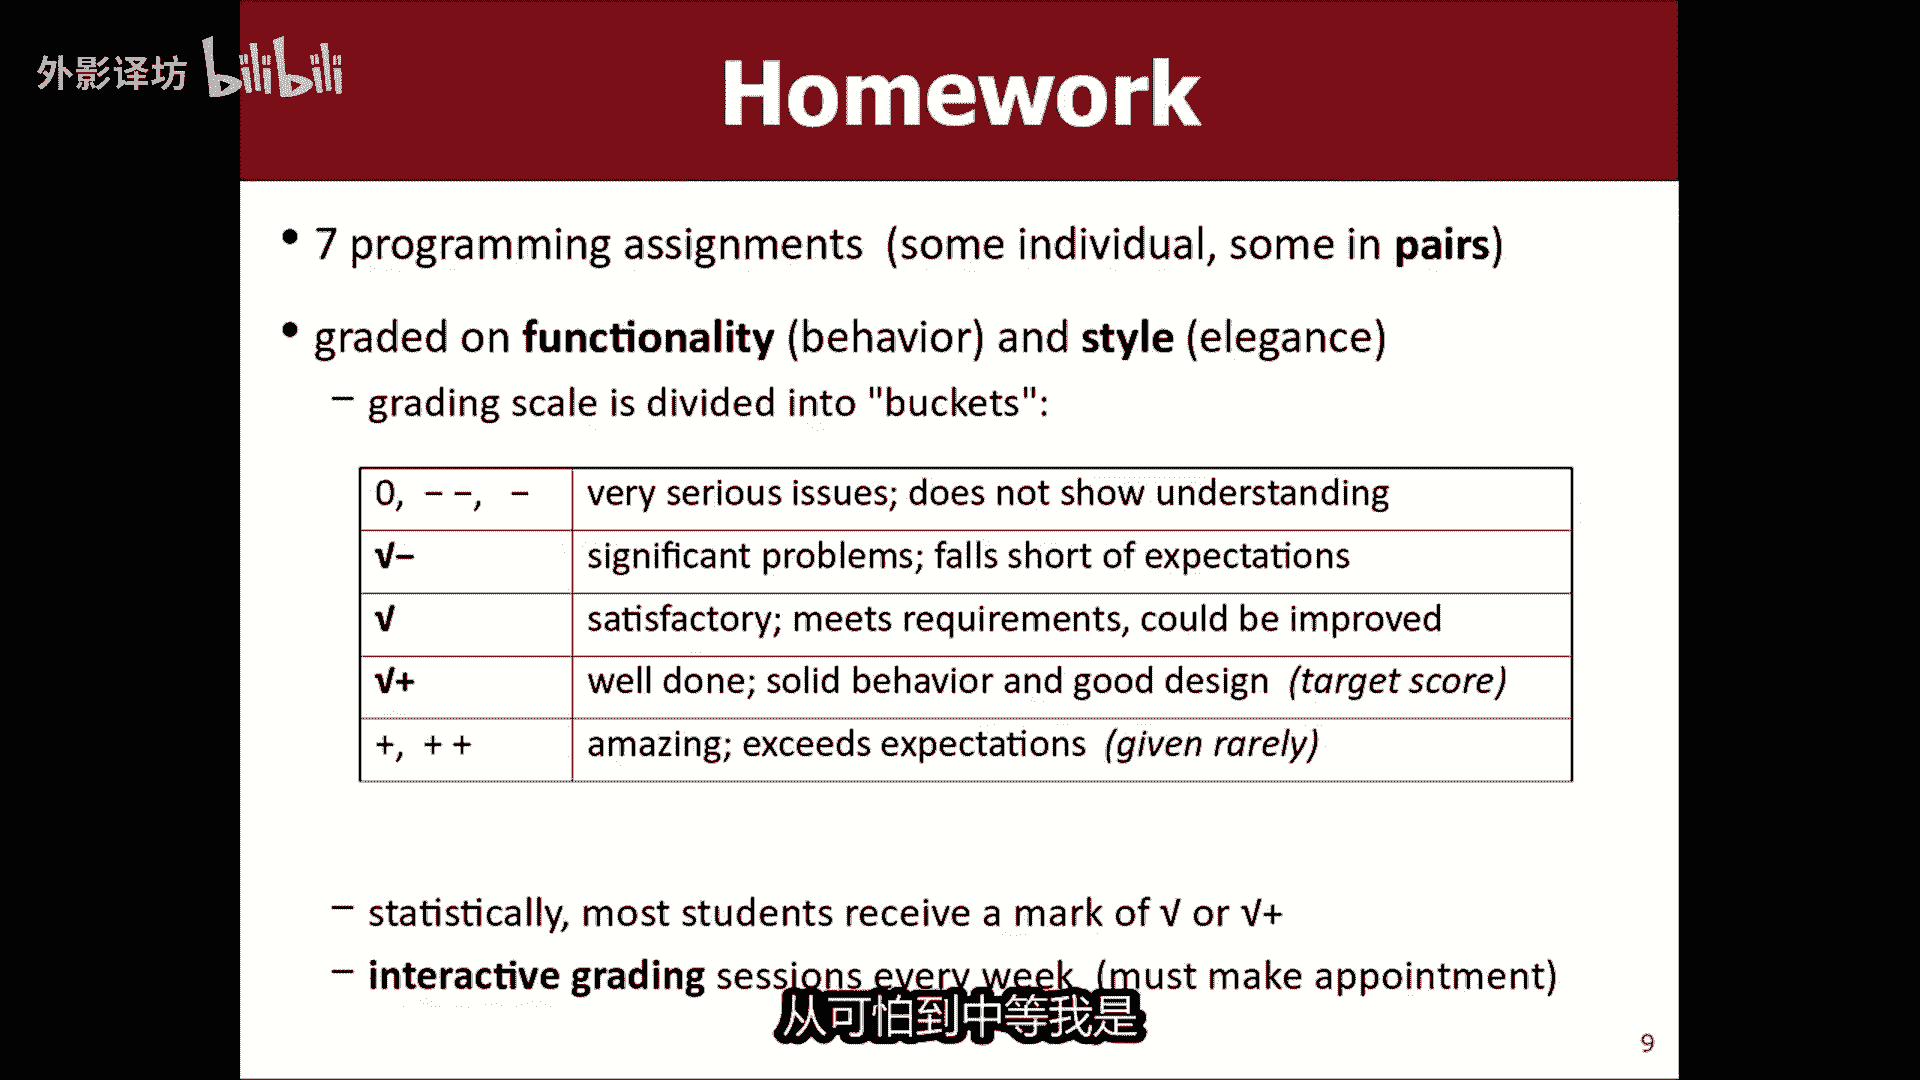 外影译坊 bilibili
Homework
• 7 programming assignments (some individual, some in pairs)
• graded on functionality (behavior) and style (elegance)
– grading scale is divided into "buckets":
0, – –, – very serious issues; does not show understanding
√– significant problems; falls short of expectations
√ satisfactory; meets requirements, could be improved
√+ well done; solid behavior and good design (target score)
+, + + amazing; exceeds expectations (given rarely)
– statistically, most students receive a mark of √ or √+
– interactive grading sessions every week (must make appointment)
从可怕到中等我是
9